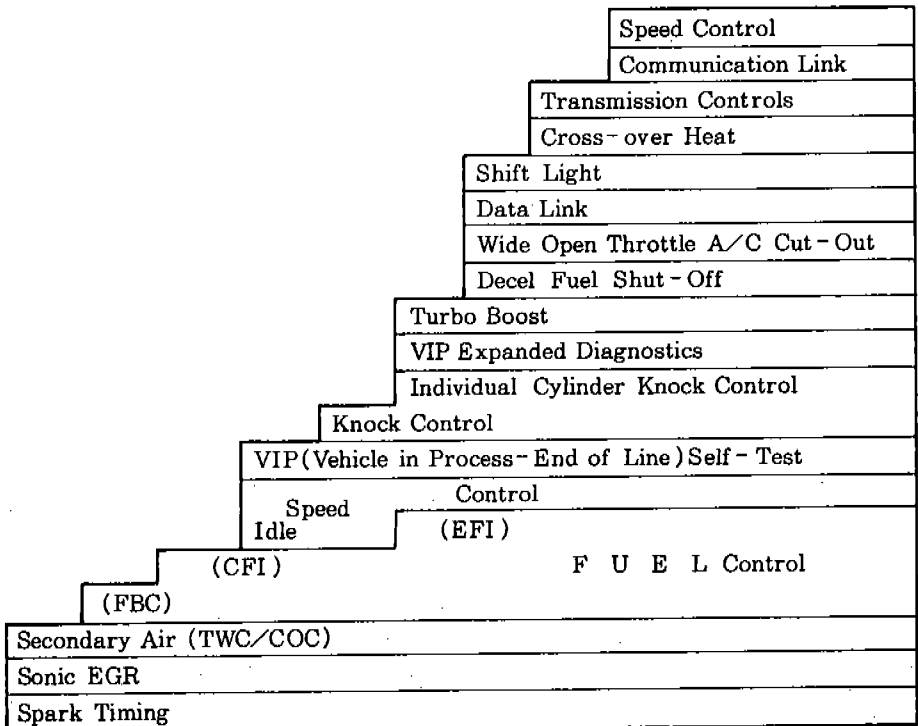 Speed Control
Communication Link
Transmission Controls
Cross-over Heat
Shift Light
Data Link
Wide Open Throttle A/C Cut-Out
Decel Fuel Shut-Off
Turbo Boost
VIP Expanded Diagnostics
Individual Cylinder Knock Control
Knock Control
VIP(Vehicle in Process-End of Line)Self-Test
Control
Speed
Idle
(EFI)
(CFI)
F U E L Control
(FBC)
Secondary Air (TWC/COC)
Sonic EGR
Spark Timing